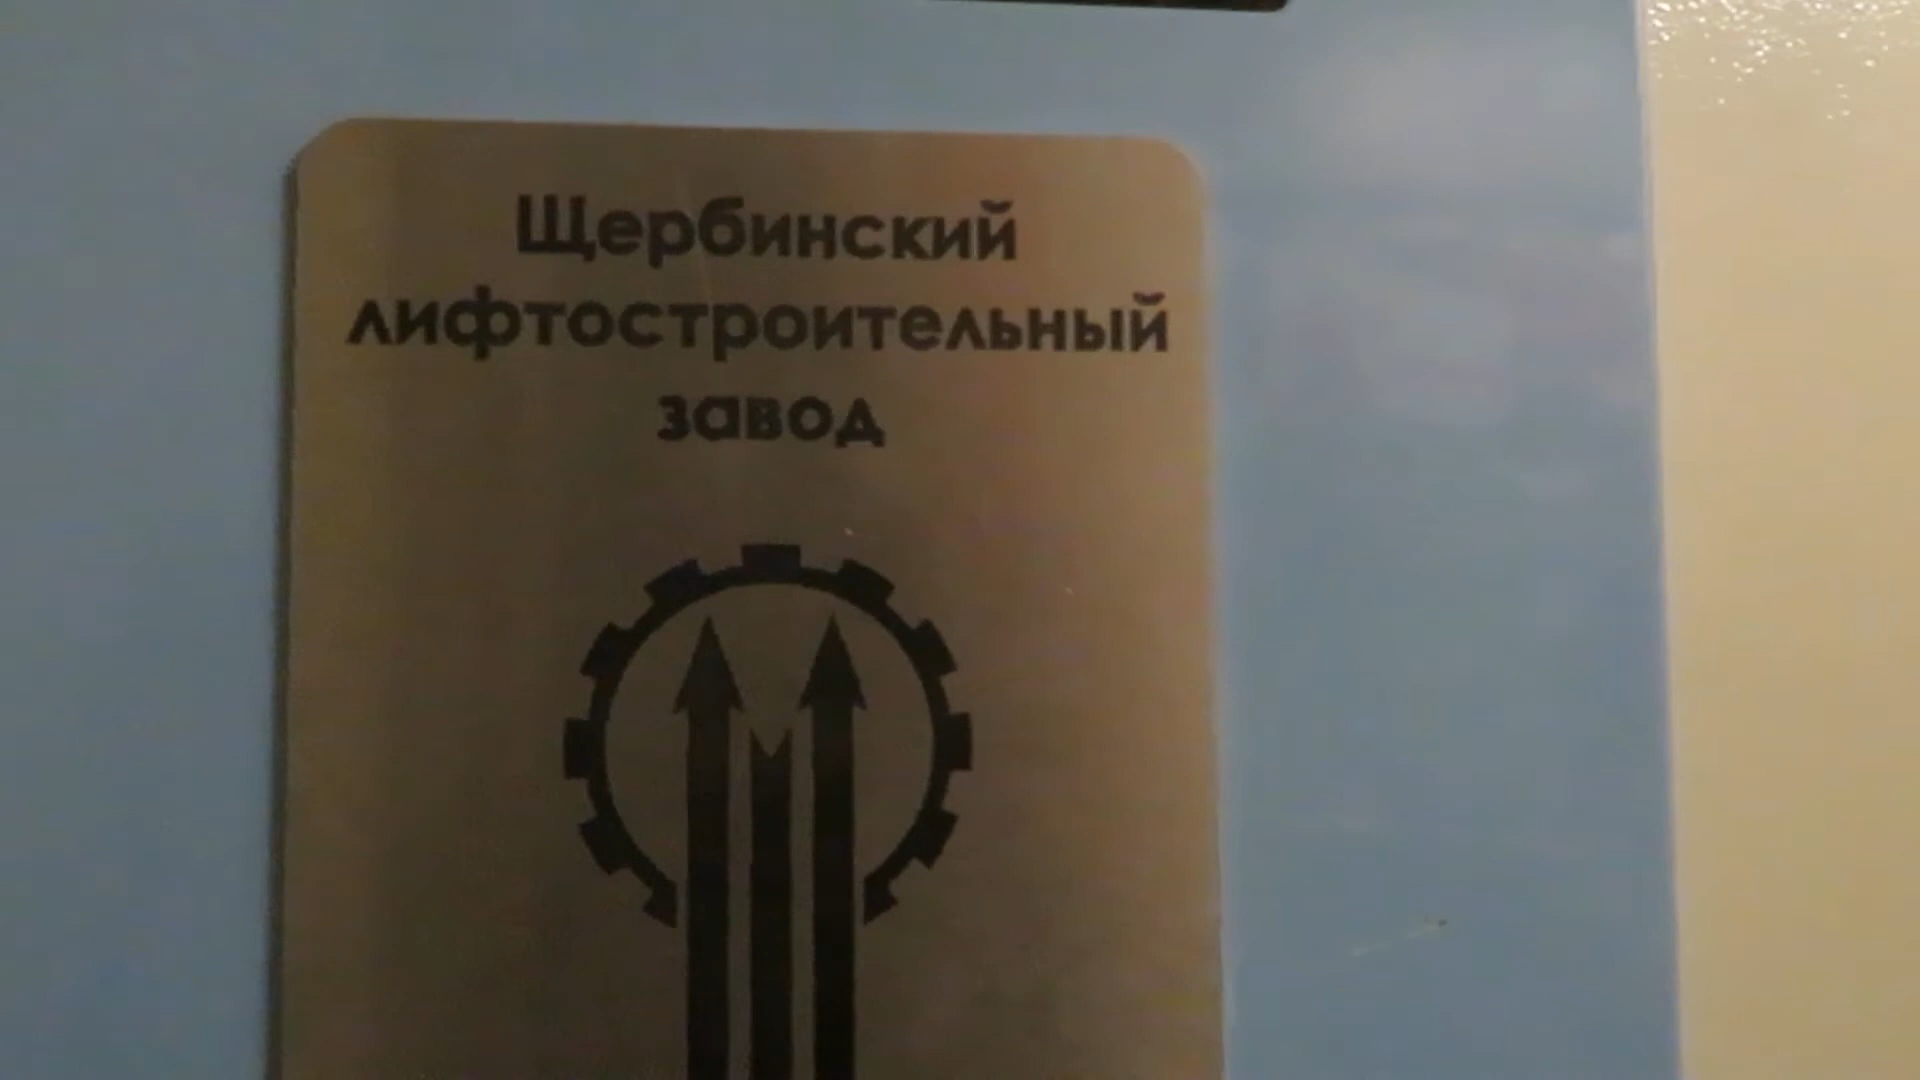 Щербинский
лифтостроительный
завод